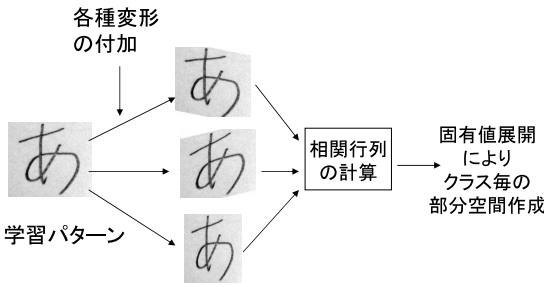 各種変形
の付加
あ
あ
あ
あ
学習パターン
相関行列
の計算
固有値展開
により
クラス毎の
部分空間作成